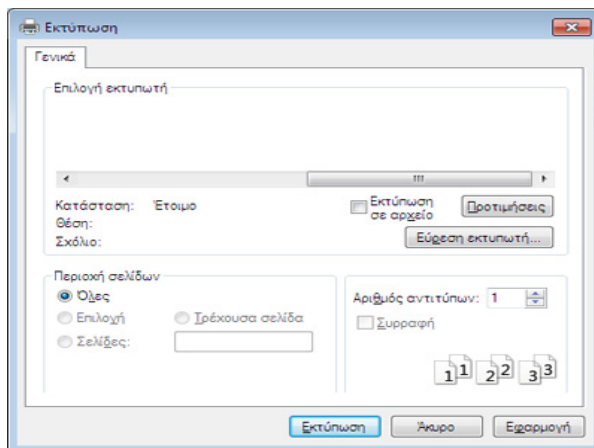 Εκτύπωση
Γενικά
Επιλογή εκτυπωτή
Κατάσταση: Έτοιμο
Θέση:
Σχόλιο:
Εκτύπωση
σε αρχείο
Προτιμήσεις
Εύρεση εκτυπωτή...
Περιοχή σελίδων
Όλες
Επιλογή
Τρέχουσα σελίδα
Σελίδες:
Αριθμός αντιτύπων: 1
Συρραφή
1 1 2 2 3 3
Εκτύπωση
Άκυρο
Εφαρμογή